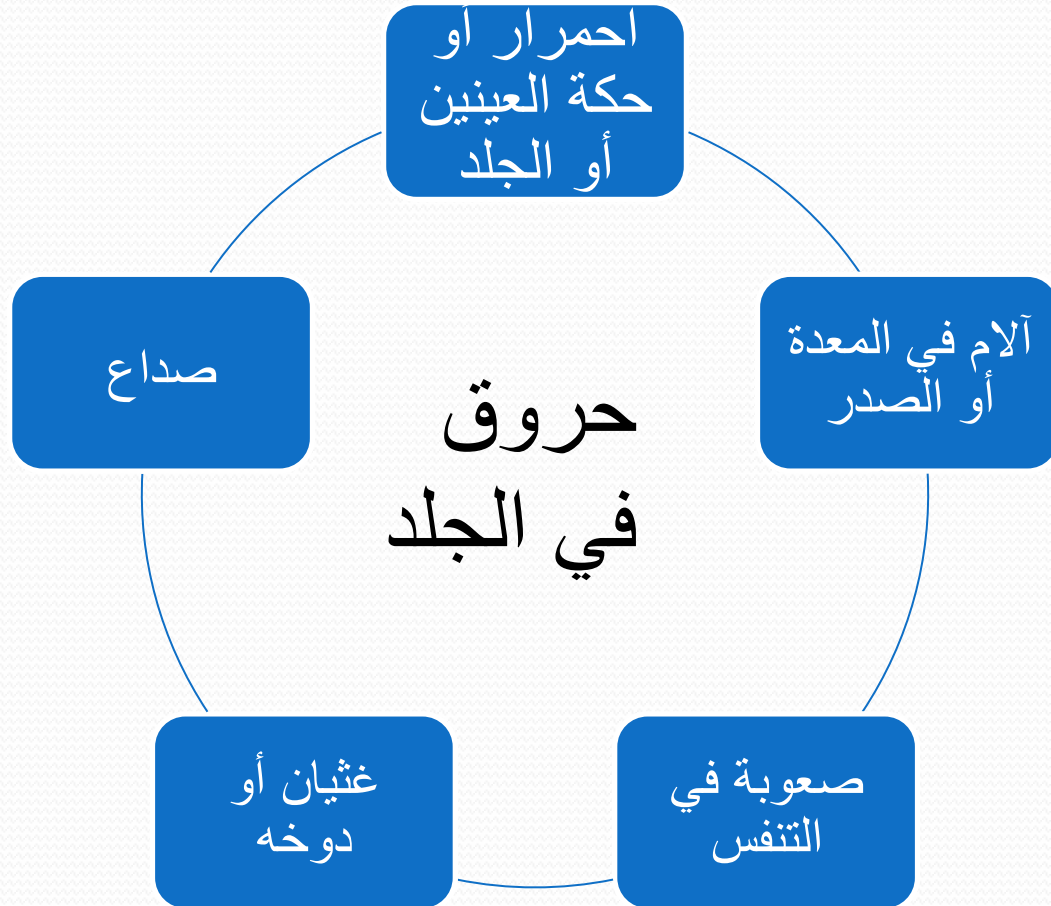 احمرار أو
حكة العينين
أو الجلد
آلام في المعدة
أو الصدر
صعوبة في
التنفس
غثيان أو
دوخه
صداع
حروق
في الجلد